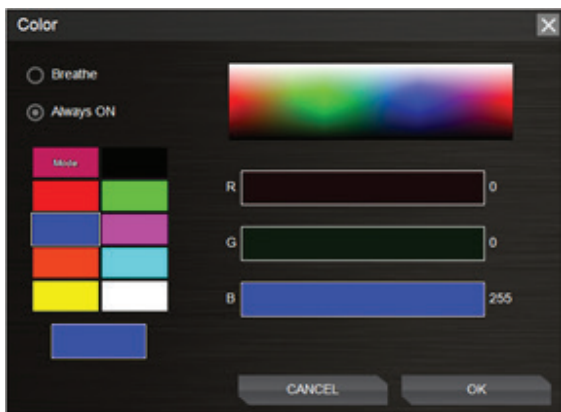 Color
Breathe
Always ON
Mode
R 0
G 0
B 255
CANCEL OK